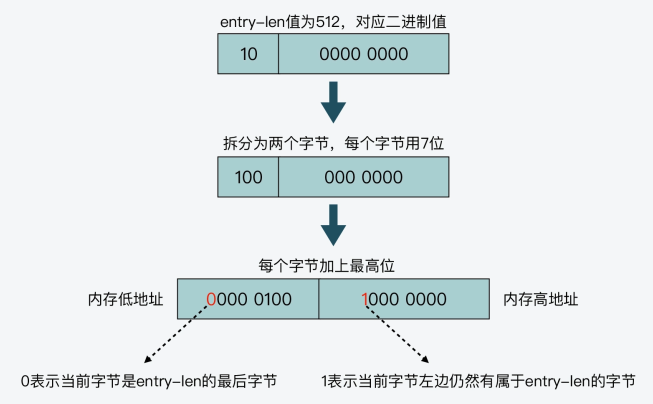 entry-len值为512，对应二进制值
10 0000 0000
拆分为两个字节，每个字节用7位
100 000 0000
每个字节加上最高位
内存低地址 0000 0100 1000 0000 内存高地址
0表示当前字节是entry-len的最后字节 1表示当前字节左边仍然有属于entry-len的字节